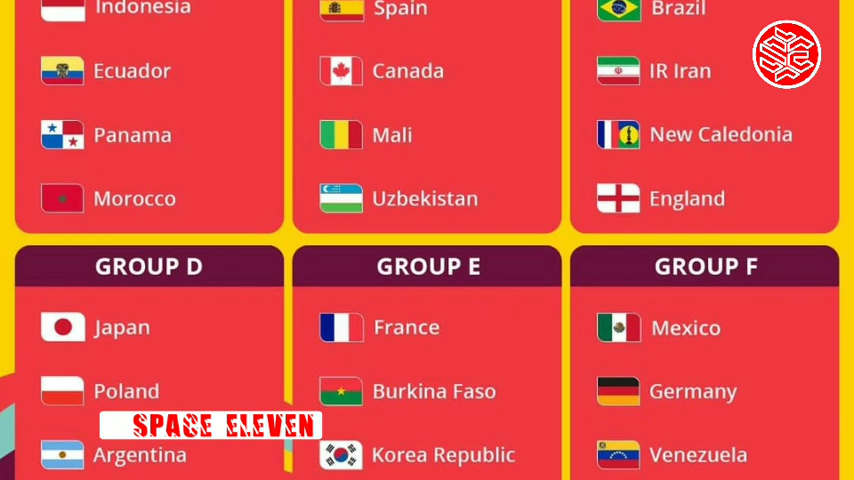 Indonesia
Ecuador
Panama
Morocco
Spain
Canada
Mali
Uzbekistan
Brazil
IR Iran
New Caledonia
England
GROUP D
Japan
Poland
Argentina
GROUP E
France
Burkina Faso
Korea Republic
GROUP F
Mexico
Germany
Venezuela
SPACE ELEVEN